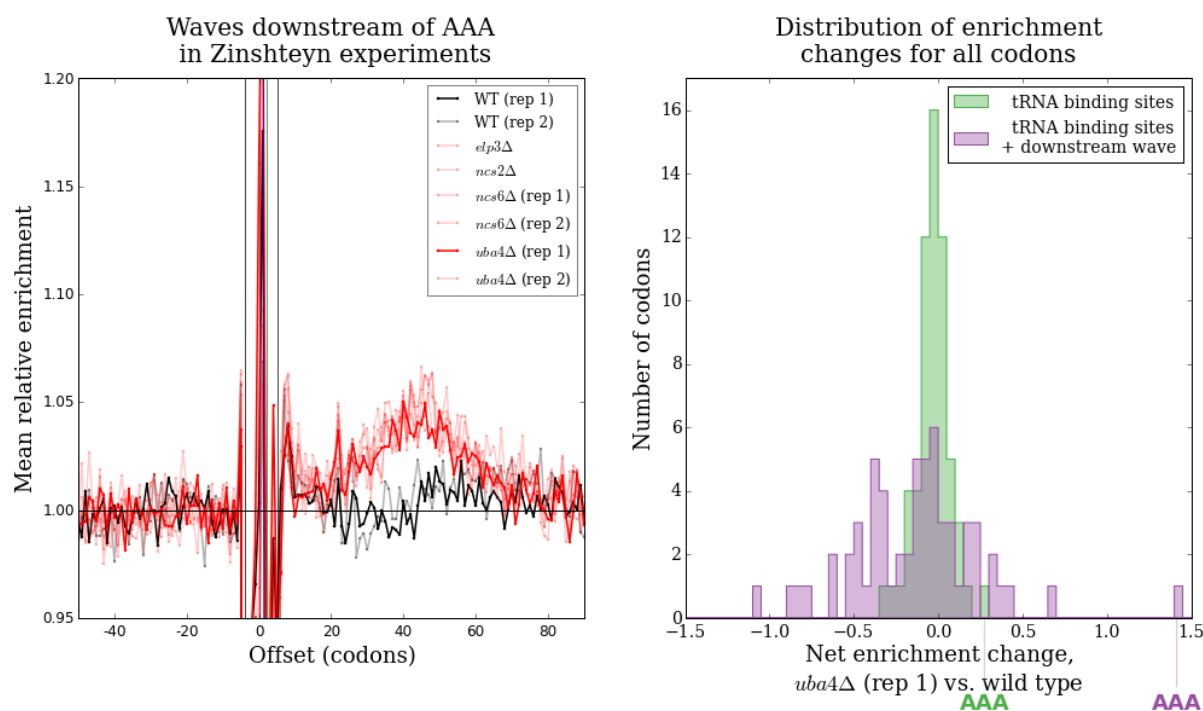 Waves downstream of AAA
in Zinshteyn experiments
1.20
1.15
1.10
1.05
1.00
0.95
Mean relative enrichment
WT (rep 1)
WT (rep 2)
elp3Δ
ncs2Δ
ncs6Δ (rep 1)
ncs6Δ (rep 2)
uba4Δ (rep 1)
uba4Δ (rep 2)
-40 -20 0 20 40 60 80
Offset (codons)
Distribution of enrichment
changes for all codons
16
14
12
10
8
6
4
2
0
Number of codons
tRNA binding sites
tRNA binding sites
+ downstream wave
−1.5 −1.0 −0.5 0.0 0.5 1.0 1.5
Net enrichment change,
uba4Δ (rep 1) vs. wild type
AAA AAA